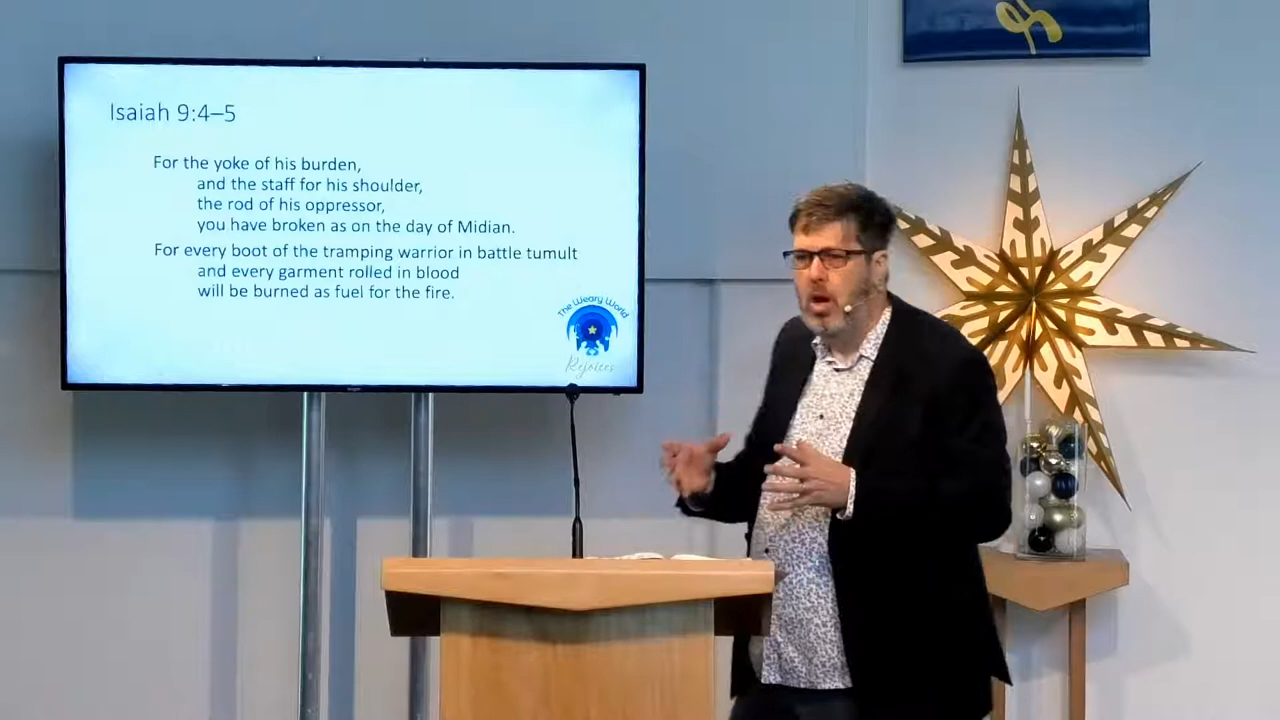 Isaiah 9:4–5
For the yoke of his burden,
and the staff for his shoulder,
the rod of his oppressor,
you have broken as on the day of Midian.
For every boot of the tramping warrior in battle tumult
and every garment rolled in blood
will be burned as fuel for the fire.
The Weary World
Rejoices